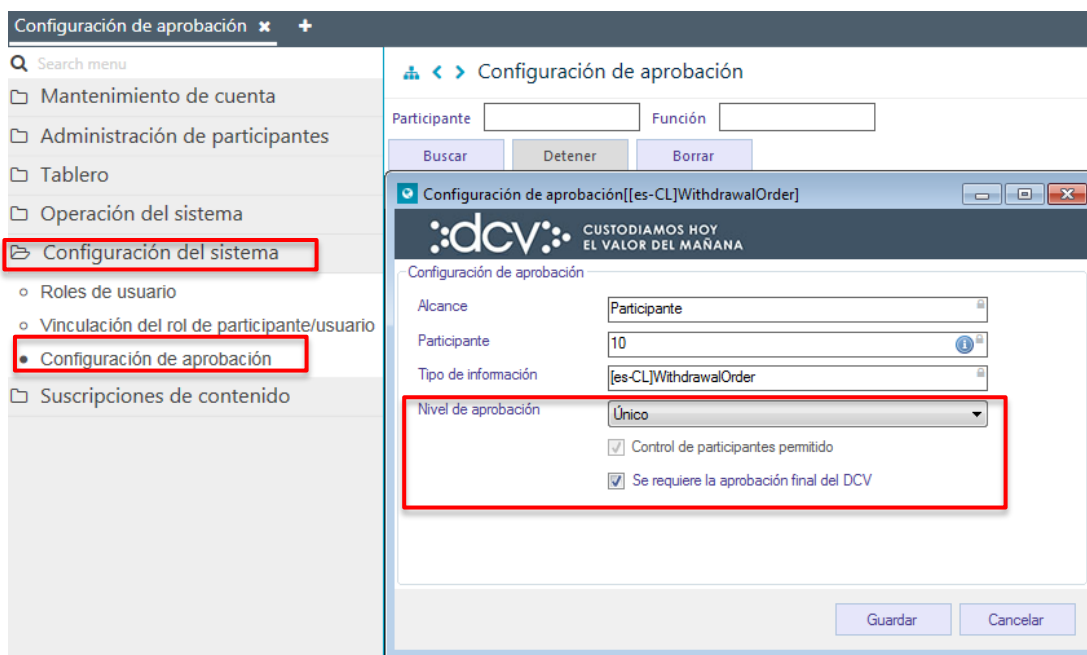 Configuración de aprobación
Search menu
Mantenimiento de cuenta
Administración de participantes
Tablero
Operación del sistema
Configuración del sistema
Roles de usuario
Vinculación del rol de participante/usuario
Configuración de aprobación
Suscripciones de contenido
Configuración de aprobación
Participante
Función
Buscar
Detener
Borrar
Configuración de aprobación[[es-CL]WithdrawalOrder]
dcv
CUSTODIAMOS HOY
EL VALOR DEL MAÑANA
Configuración de aprobación
Alcance
Participante
Participante
10
Tipo de información
[es-CL]WithdrawalOrder
Nivel de aprobación
Único
Control de participantes permitido
Se requiere la aprobación final del DCV
Guardar
Cancelar